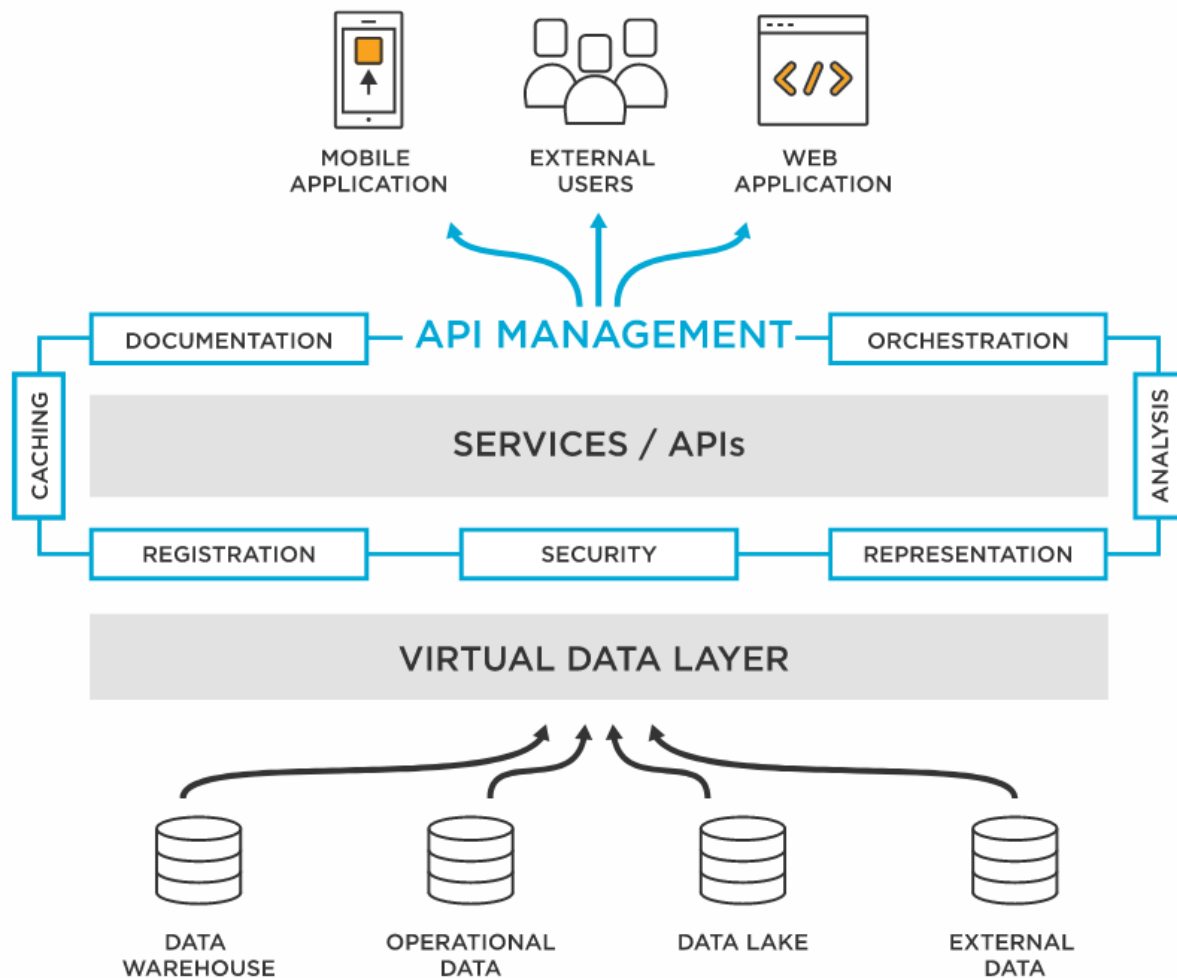 MOBILE
APPLICATION
EXTERNAL
USERS
WEB
APPLICATION
</>
DOCUMENTATION
API MANAGEMENT
ORCHESTRATION
CACHING
SERVICES / APIs
ANALYSIS
REGISTRATION
SECURITY
REPRESENTATION
VIRTUAL DATA LAYER
DATA
WAREHOUSE
OPERATIONAL
DATA
DATA LAKE
EXTERNAL
DATA